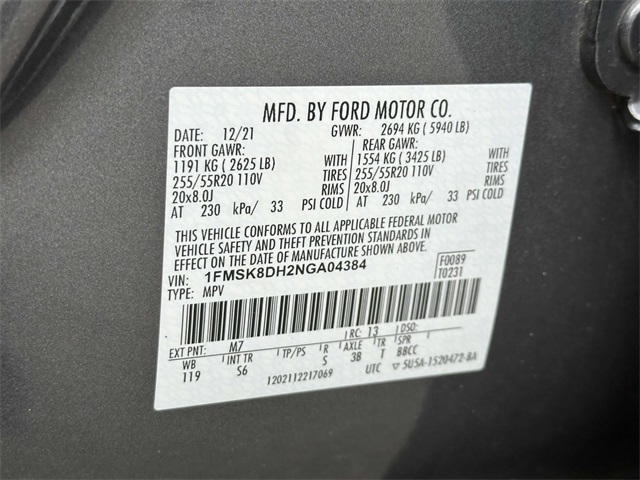 MFD. BY FORD MOTOR CO.
DATE: 12/21 GVWR: 2694 KG ( 5940 LB)
FRONT GAWR: REAR GAWR:
1191 KG ( 2625 LB) WITH 1554 KG ( 3425 LB) WITH
255/55R20 110V TIRES 255/55R20 110V TIRES
20x8.0J RIMS 20x8.0J RIMS
AT 230 kPa/ 33 PSI COLD AT 230 kPa/ 33 PSI COLD
THIS VEHICLE CONFORMS TO ALL APPLICABLE FEDERAL MOTOR
VEHICLE SAFETY AND THEFT PREVENTION STANDARDS IN
EFFECT ON THE DATE OF MANUFACTURE SHOWN ABOVE.
VIN: 1FMSK8DH2NGA04384 F0089
TYPE: MPV T0231
EXT PNT: M7 RC: 13 DSO:
WB INT TR TP/PS R AXLE TR SPR
119 S6 S 3B T BBCC
1202112217069 UTC ▽ 5U5A-1520472-BA